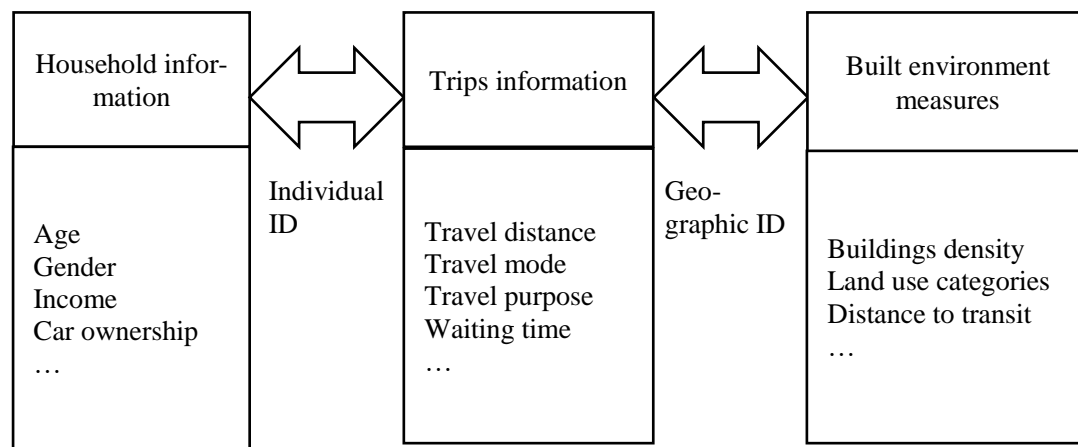 Household infor-
mation
Age
Gender
Income
Car ownership
…
Individual
ID
Trips information
Travel distance
Travel mode
Travel purpose
Waiting time
…
Geo-
graphic ID
Built environment
measures
Buildings density
Land use categories
Distance to transit
…